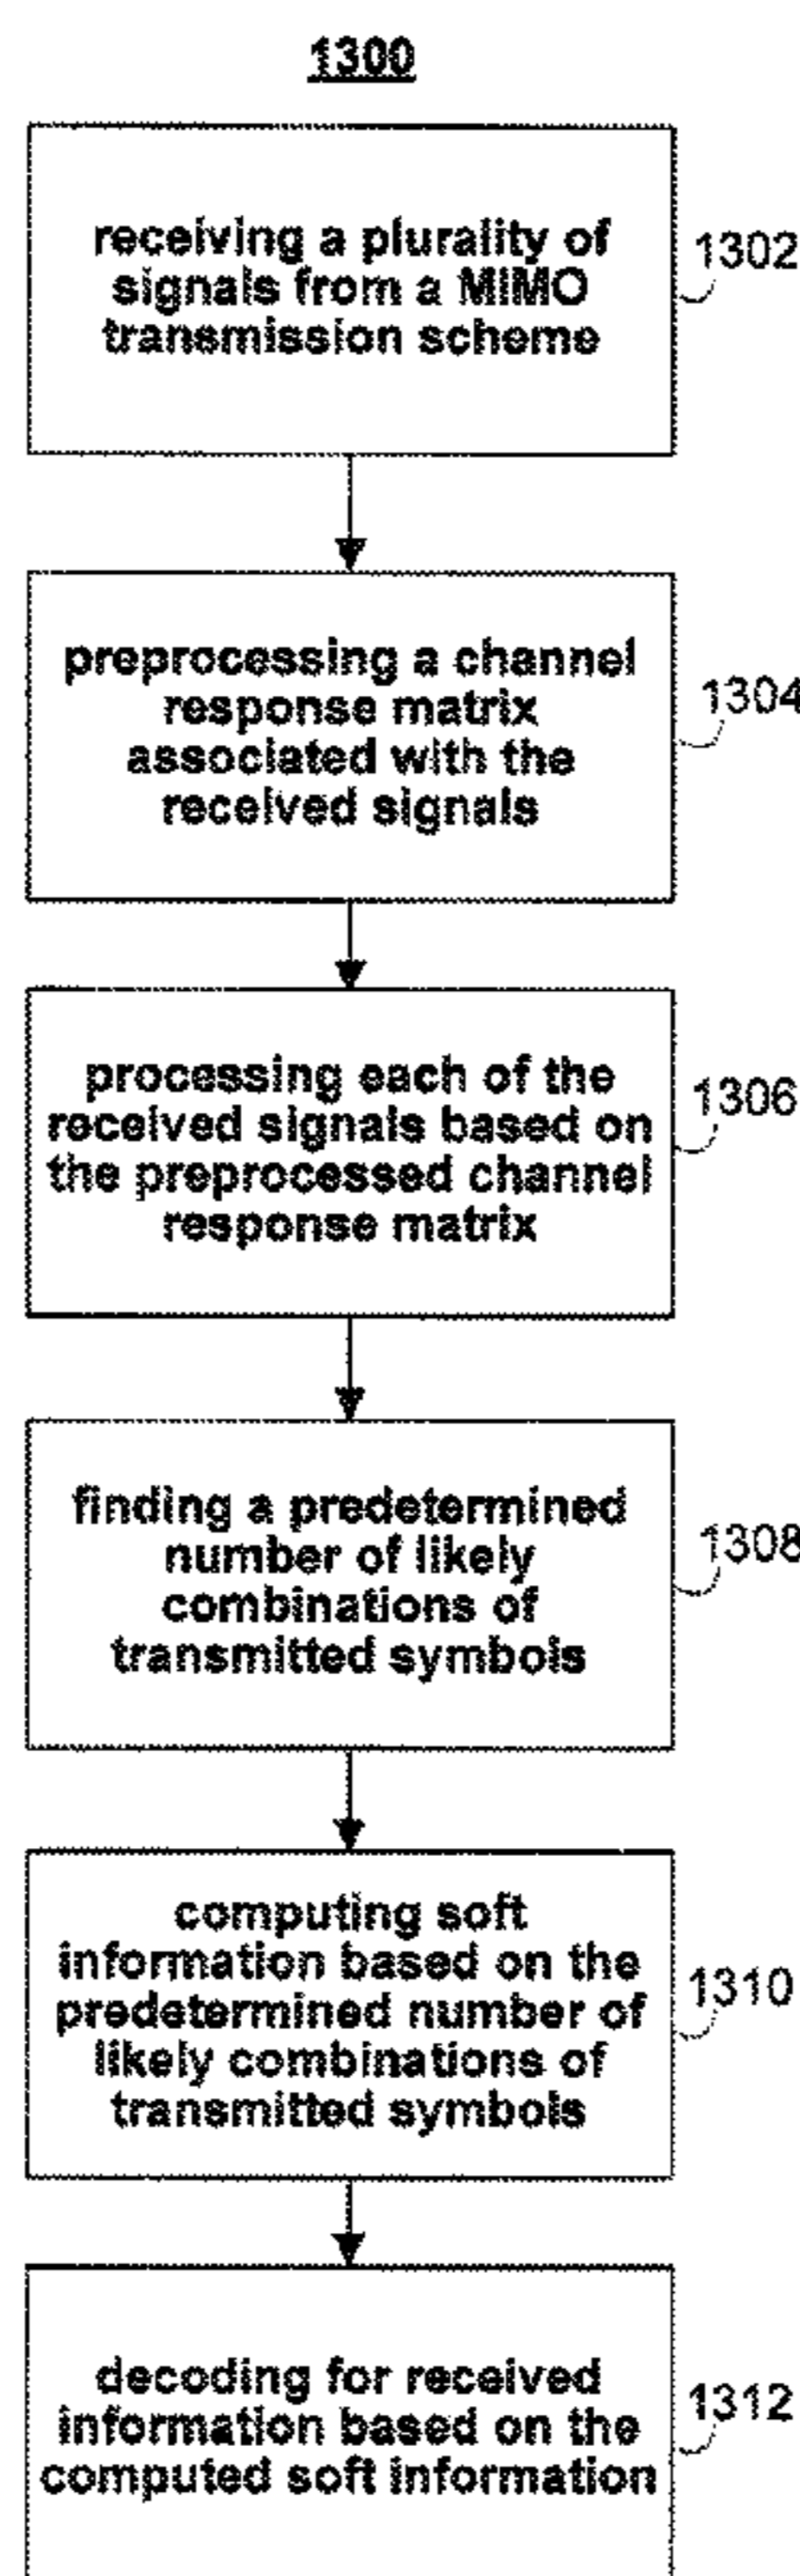 1300
receiving a plurality of
signals from a MIMO
transmission scheme
1302
preprocessing a channel
response matrix
associated with the
received signals
1304
processing each of the
received signals based on
the preprocessed channel
response matrix
1306
finding a predetermined
number of likely
combinations of
transmitted symbols
1308
computing soft
information based on the
predetermined number of
likely combinations of
transmitted symbols
1310
decoding for received
information based on the
computed soft information
1312